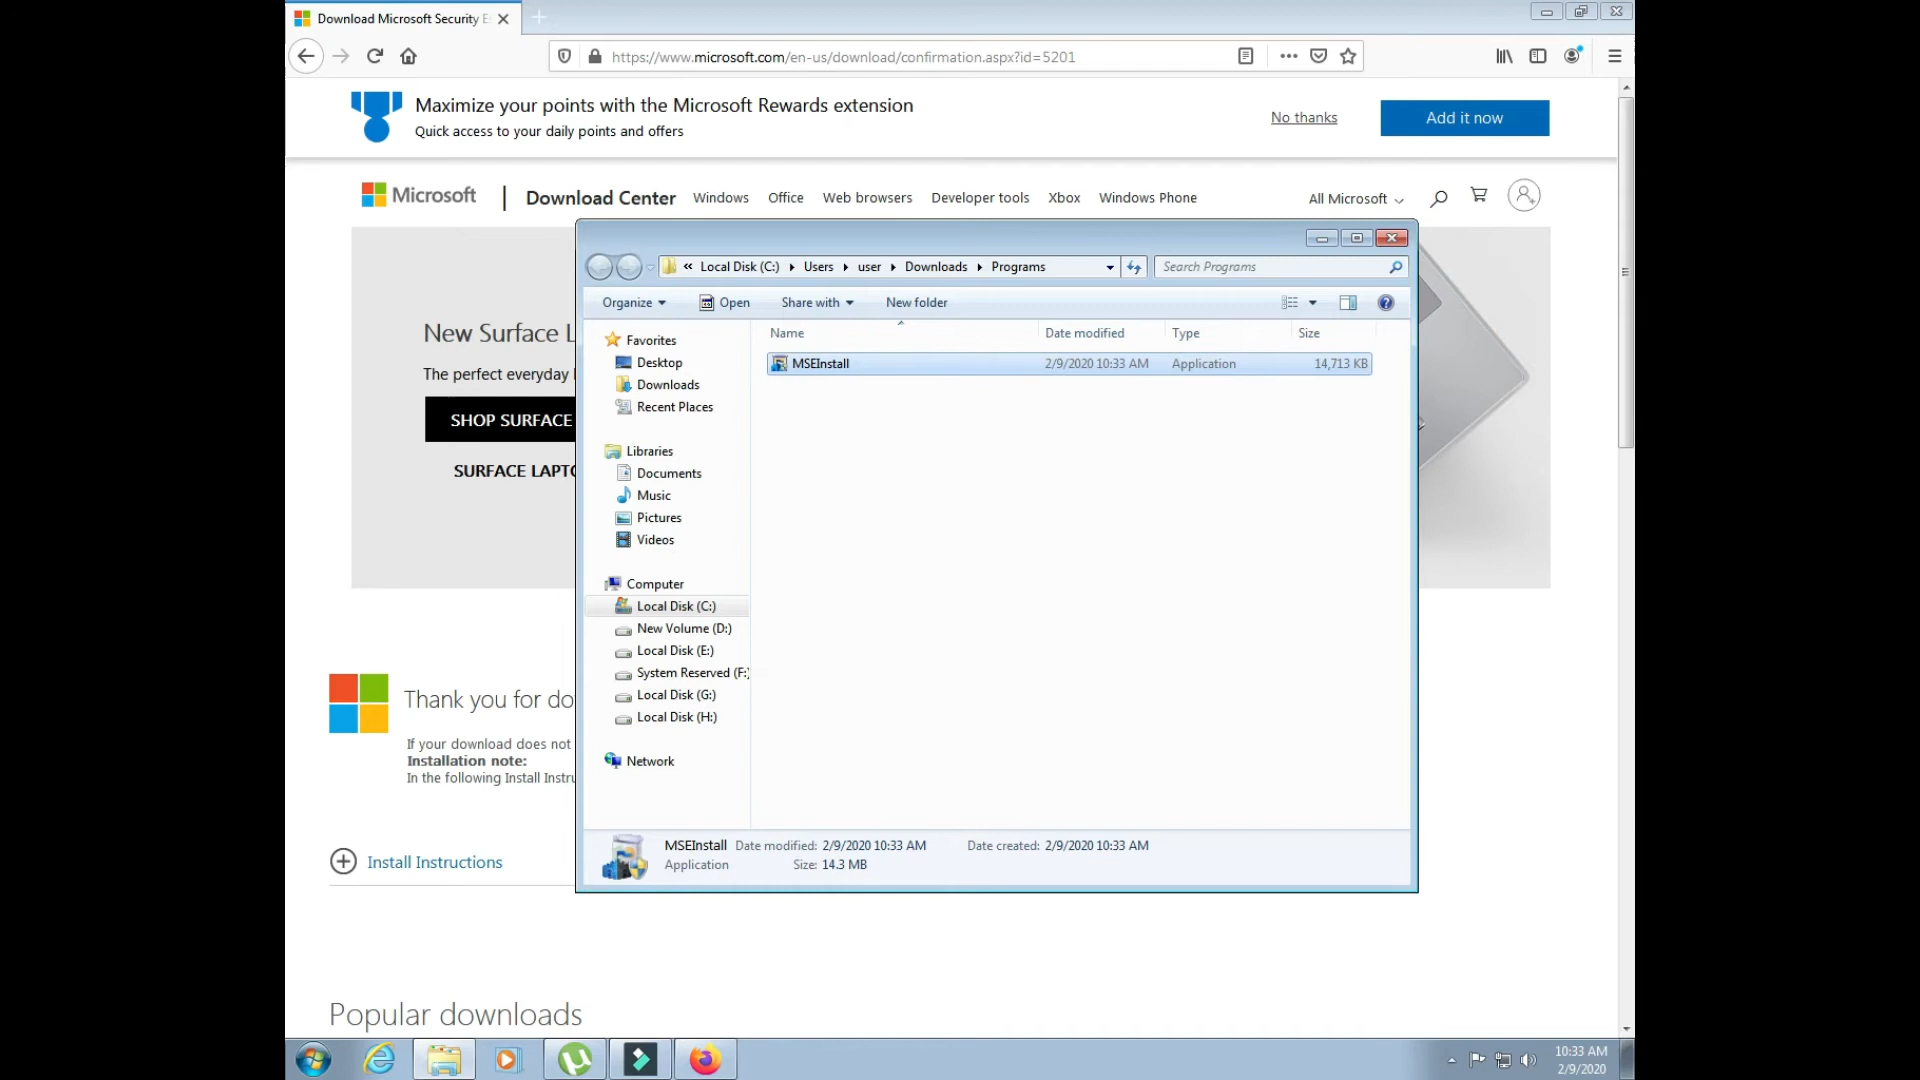 Download Microsoft Security E
https://www.microsoft.com/en-us/download/confirmation.aspx?id=5201
Maximize your points with the Microsoft Rewards extension
Quick access to your daily points and offers
No thanks
Add it now
Microsoft
Download Center
Windows
Office
Web browsers
Developer tools
Xbox
Windows Phone
All Microsoft
New Surface L
The perfect everyday
SHOP SURFACE
SURFACE LAPTO
« Local Disk (C:) Users user Downloads Programs
Search Programs
Organize
Open
Share with
New folder
Name
Date modified
Type
Size
MSEInstall
2/9/2020 10:33 AM
Application
14,713 KB
Favorites
Desktop
Downloads
Recent Places
Libraries
Documents
Music
Pictures
Videos
Computer
Local Disk (C:)
New Volume (D:)
Local Disk (E:)
System Reserved (F:)
Local Disk (G:)
Local Disk (H:)
Network
MSEInstall Date modified: 2/9/2020 10:33 AM Date created: 2/9/2020 10:33 AM
Application Size: 14.3 MB
Thank you for do
If your download does not
Installation note:
In the following Install Instru
Install Instructions
Popular downloads
10:33 AM
2/9/2020